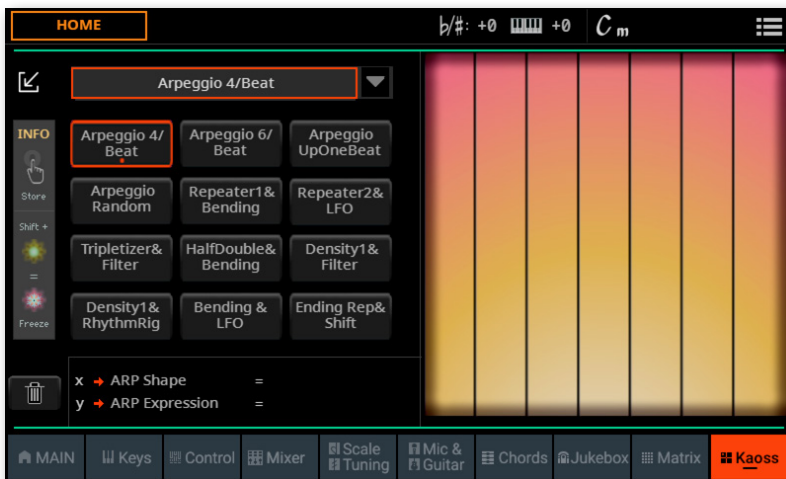 HOME
♭/#: +0
+0
C m
Arpeggio 4/Beat
INFO
Store
Shift +
=
Freeze
Arpeggio 4/
Beat
Arpeggio 6/
Beat
Arpeggio
UpOneBeat
Arpeggio
Random
Repeater1&
Bending
Repeater2&
LFO
Tripletizer&
Filter
HalfDouble&
Bending
Density1&
Filter
Density1&
RhythmRig
Bending &
LFO
Ending Rep&
Shift
x → ARP Shape =
y → ARP Expression =
MAIN
Keys
Control
Mixer
Scale
Tuning
Mic &
Guitar
Chords
Jukebox
Matrix
Kaoss